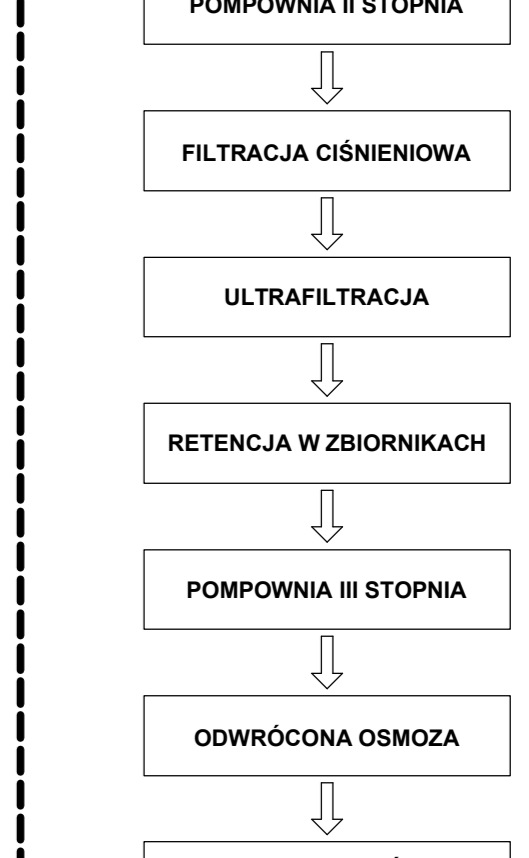 POMPOWNIA II STOPNIA
FILTRACJA CIŚNIENIOWA
ULTRAFILTRACJA
RETENCJA W ZBIORNIKACH
POMPOWNIA III STOPNIA
ODWRÓCONA OSMOZA